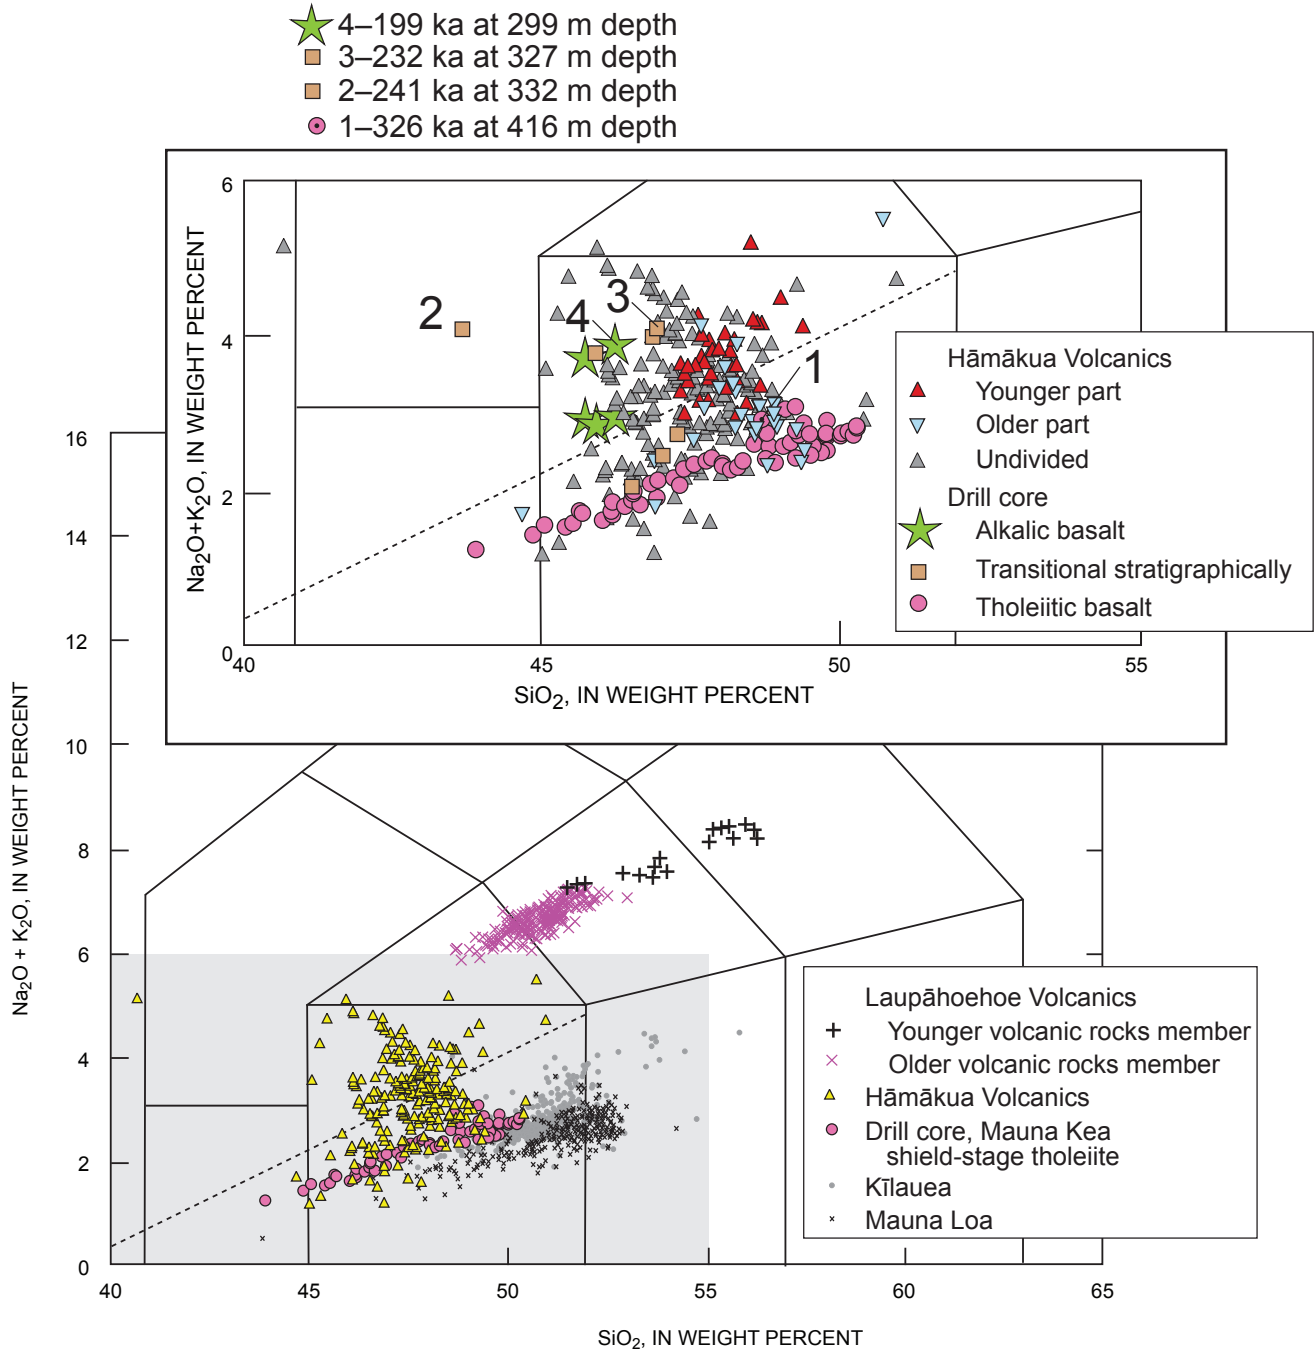 4–199 ka at 299 m depth
3–232 ka at 327 m depth
2–241 ka at 332 m depth
1–326 ka at 416 m depth
6
4
2
0
Na₂O+K₂O, IN WEIGHT PERCENT
2
3
4
1
40
45
50
55
SiO₂, IN WEIGHT PERCENT
Hāmākua Volcanics
Younger part
Older part
Undivided
Drill core
Alkalic basalt
Transitional stratigraphically
Tholeiitic basalt
16
14
12
10
8
6
4
2
0
Na₂O + K₂O, IN WEIGHT PERCENT
Laupāhoehoe Volcanics
Younger volcanic rocks member
Older volcanic rocks member
Hāmākua Volcanics
Drill core, Mauna Kea
shield-stage tholeiite
Kīlauea
Mauna Loa
40
45
50
55
60
65
SiO₂, IN WEIGHT PERCENT